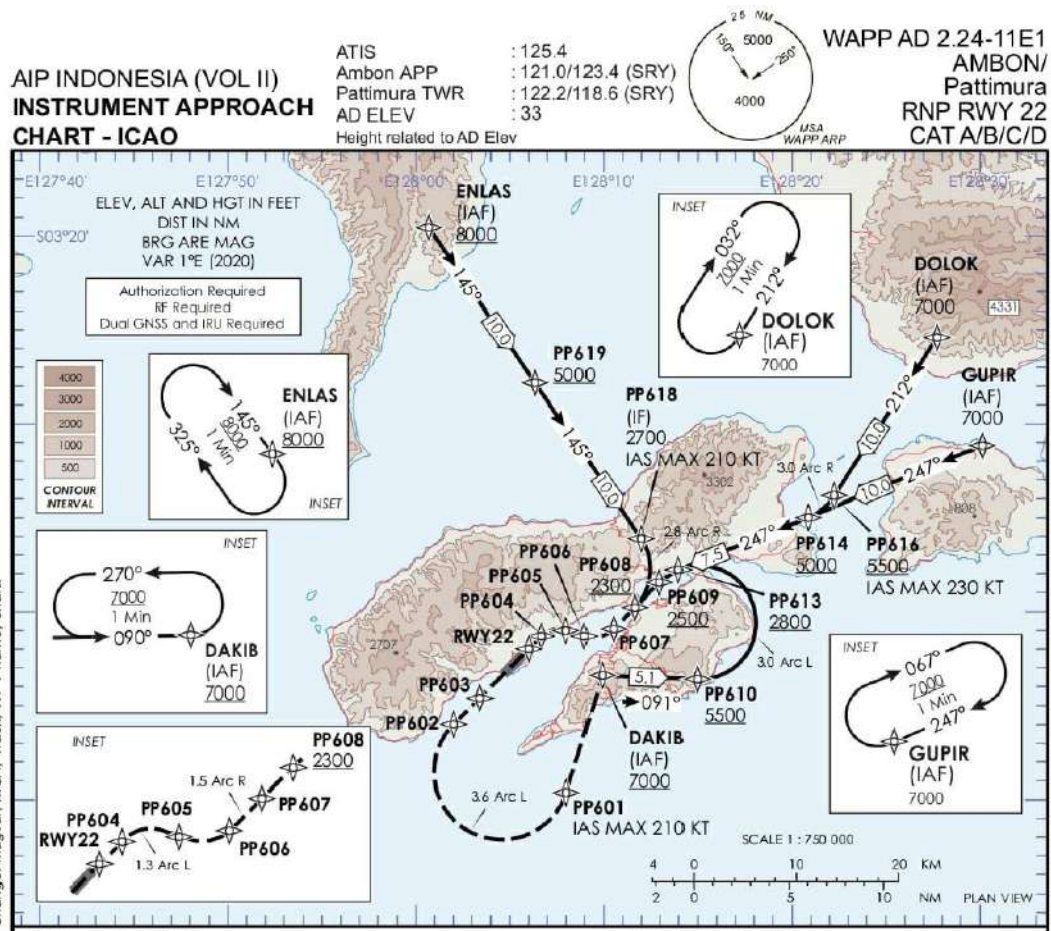 AIP INDONESIA (VOL II)
INSTRUMENT APPROACH
CHART - ICAO
ATIS : 125.4
Ambon APP : 121.0/123.4 (SRY)
Pattimura TWR : 122.2/118.6 (SRY)
AD ELEV : 33
Height related to AD Elev
25 NM
150°
5000
250°
4000
MSA
WAPP ARP
WAPP AD 2.24-11E1
AMBON/
Pattimura
RNP RWY 22
CAT A/B/C/D
E127°40'
E127°50'
E128°00'
E128°10'
E128°20'
E128°30'
S03°20'
ELEV, ALT AND HGT IN FEET
DIST IN NM
BRG ARE MAG
VAR 1°E (2020)
Authorization Required
RF Required
Dual GNSS and IRU Required
4000
3000
2000
1000
500
CONTOUR
INTERVAL
ENLAS
(IAF)
8000
145°
10.0
PP619
5000
145°
10.0
INSET
032°
7000
1 Min
212°
DOLOK
(IAF)
7000
DOLOK
(IAF)
7000
4331
212°
10.0
GUPIR
(IAF)
7000
247°
10.0
145°
8000
1 Min
325°
ENLAS
(IAF)
8000
INSET
PP618
(IF)
2700
IAS MAX 210 KT
3302
3.0 Arc R
2.8 Arc R
247°
7.5
808
PP614
5000
PP616
5500
IAS MAX 230 KT
INSET
270°
7000
1 Min
090°
DAKIB
(IAF)
7000
PP606
PP605
PP604
PP608
2300
RWY22
PP609
2500
PP613
2800
PP607
3.0 Arc L
2707
PP603
PP602
5.1
091°
PP610
5500
DAKIB
(IAF)
7000
3.6 Arc L
PP601
IAS MAX 210 KT
INSET
067°
7000
1 Min
247°
GUPIR
(IAF)
7000
INSET
PP608
2300
1.5 Arc R
PP607
PP605
PP604
RWY22
PP606
1.3 Arc L
SCALE 1 : 750 000
4 0 10 20 KM
2 0 5 10 NM
PLAN VIEW